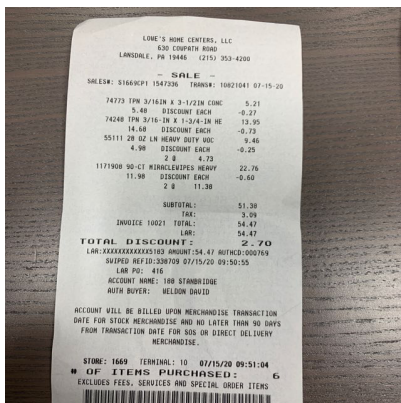 LOWE'S HOME CENTERS, LLC
630 COWPATH ROAD
LANSDALE, PA 19446 (215) 353-4200
- SALE -
SALES#: S1669CP1 1547336 TRANS#: 10821041 07-15-20
74773 TPN 3/16IN X 3-1/2IN CONC 5.21
5.48 DISCOUNT EACH -0.27
74248 TPN 3/16-IN X 1-3/4-IN HE 13.95
14.68 DISCOUNT EACH -0.73
55111 28 OZ LN HEAVY DUTY VOC 9.46
4.98 DISCOUNT EACH -0.25
2 @ 4.73
1171908 90-CT MIRACLEWIPES HEAVY 22.76
11.98 DISCOUNT EACH -0.60
2 @ 11.38
SUBTOTAL: 51.38
TAX: 3.09
INVOICE 10021 TOTAL: 54.47
LAR: 54.47
TOTAL DISCOUNT: 2.70
LAR:XXXXXXXXXXXX5183 AMOUNT:54.47 AUTHCD:000769
SWIPED REFID:338709 07/15/20 09:50:55
LAR PO: 416
ACCOUNT NAME: 188 STANBRIDGE
AUTH BUYER: WELDON DAVID
ACCOUNT WILL BE BILLED UPON MERCHANDISE TRANSACTION
DATE FOR STOCK MERCHANDISE AND NO LATER THAN 90 DAYS
FROM TRANSACTION DATE FOR SOS OR DIRECT DELIVERY
MERCHANDISE.
STORE: 1669 TERMINAL: 10 07/15/20 09:51:04
# OF ITEMS PURCHASED: 6
EXCLUDES FEES, SERVICES AND SPECIAL ORDER ITEMS